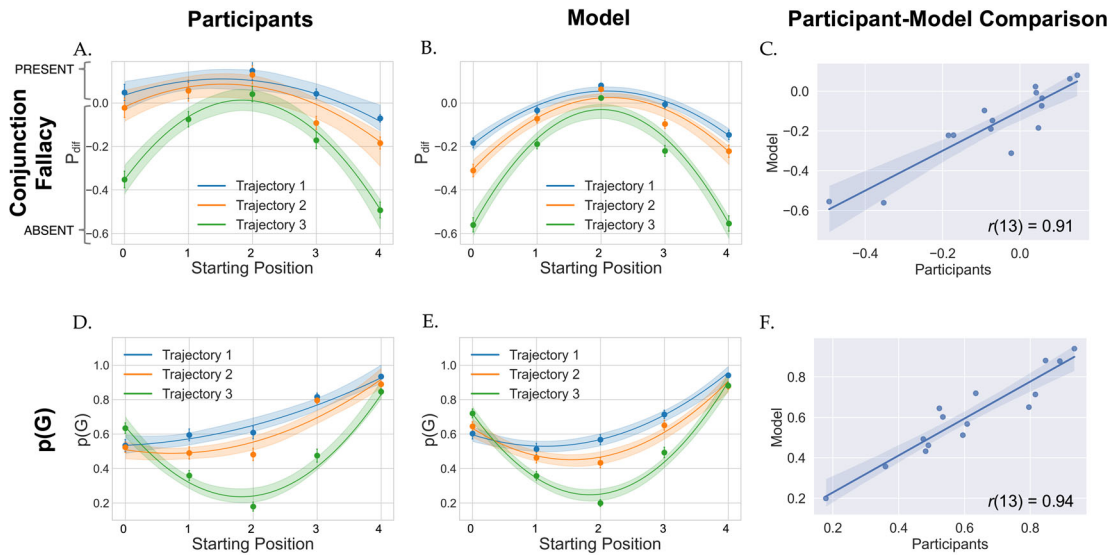 Participants
Model
Participant-Model Comparison
A.
B.
C.
Conjunction
Fallacy
PRESENT
ABSENT
P_dif
0.0
−0.2
−0.4
−0.6
Trajectory 1
Trajectory 2
Trajectory 3
0 1 2 3 4
Starting Position
P_dif
0.0
−0.2
−0.4
−0.6
Trajectory 1
Trajectory 2
Trajectory 3
0 1 2 3 4
Starting Position
Model
0.0
−0.2
−0.4
−0.6
r(13) = 0.91
−0.4 −0.2 0.0
Participants
D.
E.
F.
p(G)
p(G)
1.0
0.8
0.6
0.4
0.2
Trajectory 1
Trajectory 2
Trajectory 3
0 1 2 3 4
Starting Position
p(G)
1.0
0.8
0.6
0.4
0.2
Trajectory 1
Trajectory 2
Trajectory 3
0 1 2 3 4
Starting Position
Model
0.8
0.6
0.4
0.2
r(13) = 0.94
0.2 0.4 0.6 0.8
Participants